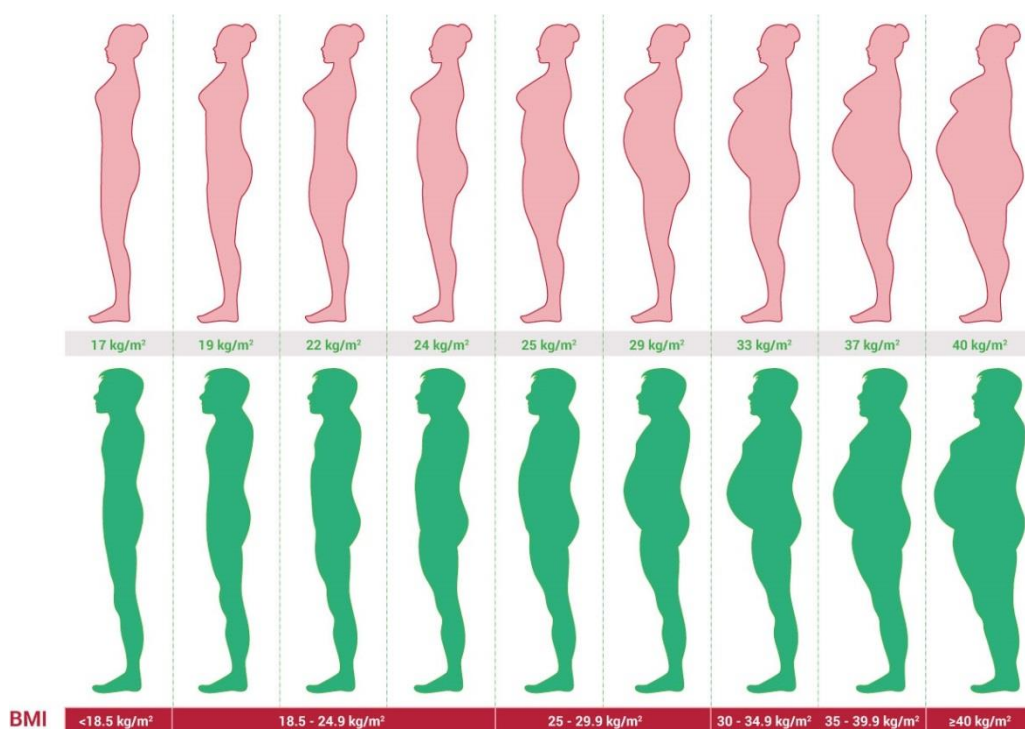 17 kg/m² 19 kg/m² 22 kg/m² 24 kg/m² 25 kg/m² 29 kg/m² 33 kg/m² 37 kg/m² 40 kg/m²
BMI <18.5 kg/m² 18.5 - 24.9 kg/m² 25 - 29.9 kg/m² 30 - 34.9 kg/m² 35 - 39.9 kg/m² ≥40 kg/m²